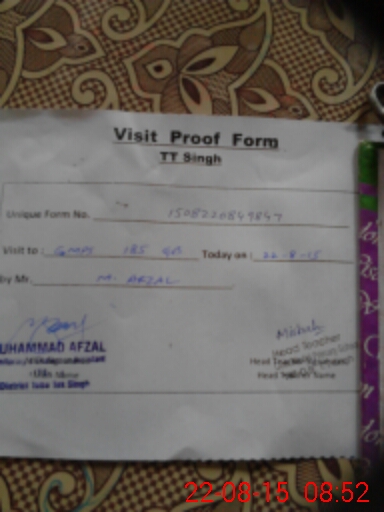 Visit Proof Form
TT Singh
Unique Form No. 1508220847847
Visit to : GMPS 185 GB Today on : 22-8-15
by Mr. M. AFZAL
UHAMMAD AFZAL
Head Teacher
Head Teacher Name
District Toba Tek Singh
22-08-15 08:52